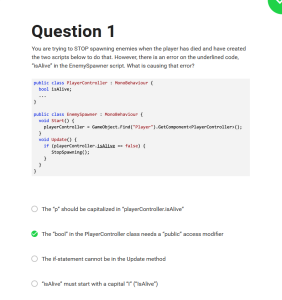 Question 1
You are trying to STOP spawning enemies when the player has died and have created
the two scripts below to do that. However, there is an error on the underlined code,
"isAlive" in the EnemySpawner script. What is causing that error?
public class PlayerController : MonoBehaviour {
bool isAlive;
...
}
public class EnemySpawner : MonoBehaviour {
void Start() {
playerController = GameObject.Find("Player").GetComponent<PlayerController>();
}
void Update() {
if (playerController.isAlive == false) {
StopSpawning();
}
}
}
The "p" should be capitalized in "playerController.isAlive"
The "bool" in the PlayerController class needs a "public" access modifier
The if-statement cannot be in the Update method
"isAlive" must start with a capital "I" ("IsAlive")